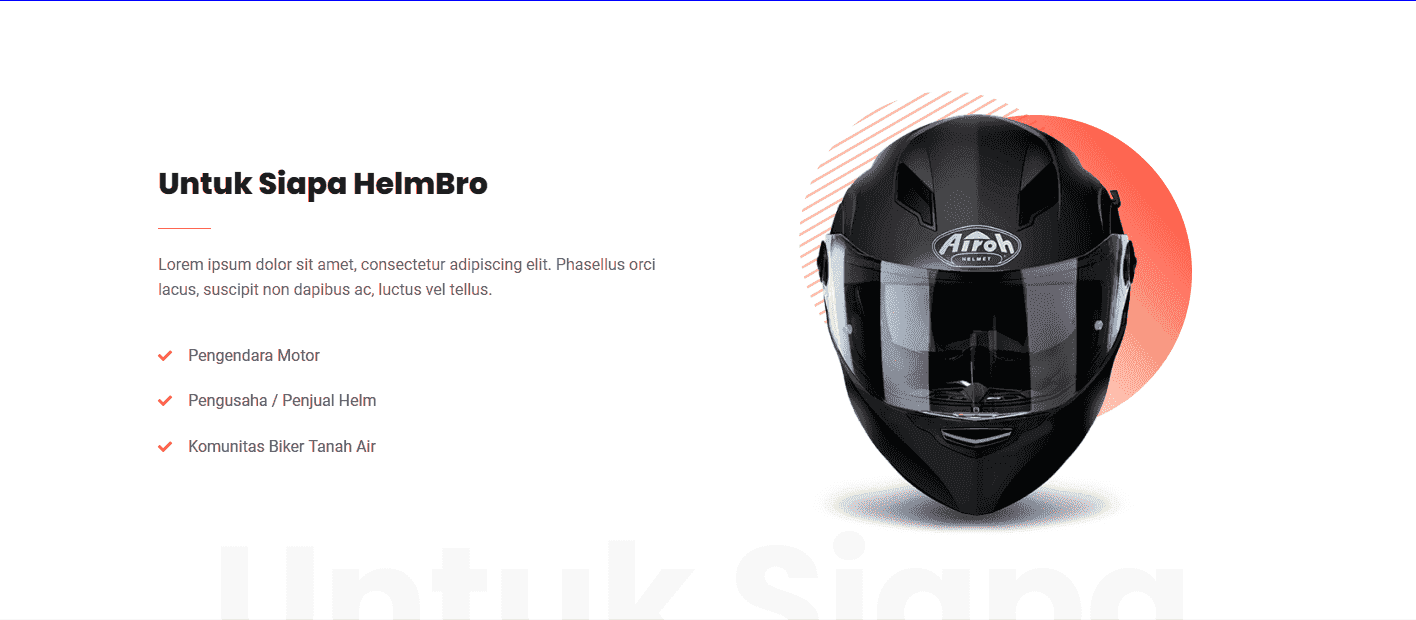 Untuk Siapa HelmBro
Lorem ipsum dolor sit amet, consectetur adipiscing elit. Phasellus orci
lacus, suscipit non dapibus ac, luctus vel tellus.
Pengendara Motor
Pengusaha / Penjual Helm
Komunitas Biker Tanah Air
Airoh
HELMET
Untuk Siapa